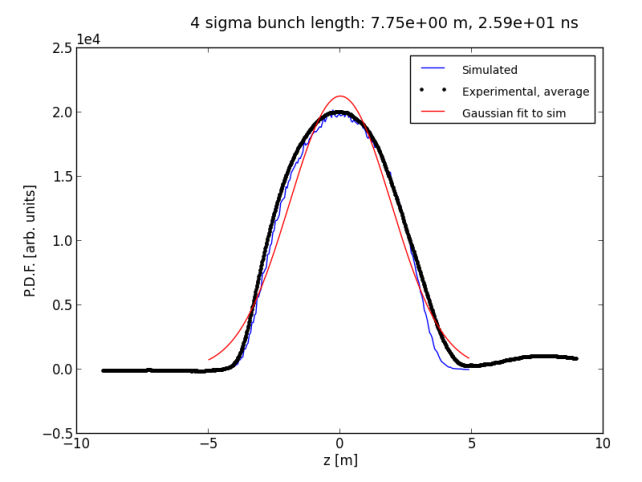 4 sigma bunch length: 7.75e+00 m, 2.59e+01 ns
1e4
2.5
2.0
1.5
1.0
0.5
0.0
−0.5
P.D.F. [arb. units]
Simulated
Experimental, average
Gaussian fit to sim
−10 −5 0 5 10
z [m]